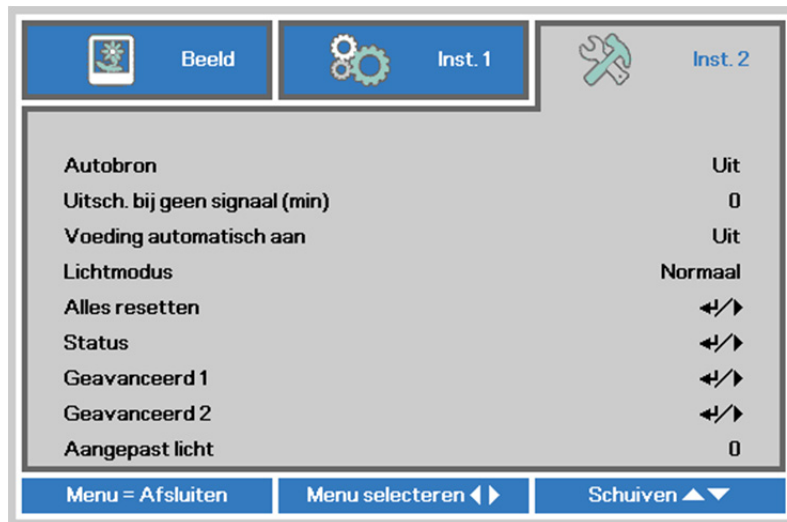 Beeld Inst. 1 Inst. 2
Autobron Uit
Uitsch. bij geen signaal (min) 0
Voeding automatisch aan Uit
Lichtmodus Normaal
Alles resetten ↵/▶
Status ↵/▶
Geavanceerd 1 ↵/▶
Geavanceerd 2 ↵/▶
Aangepast licht 0
Menu = Afsluiten Menu selecteren ◀▶ Schuiven ▲▼